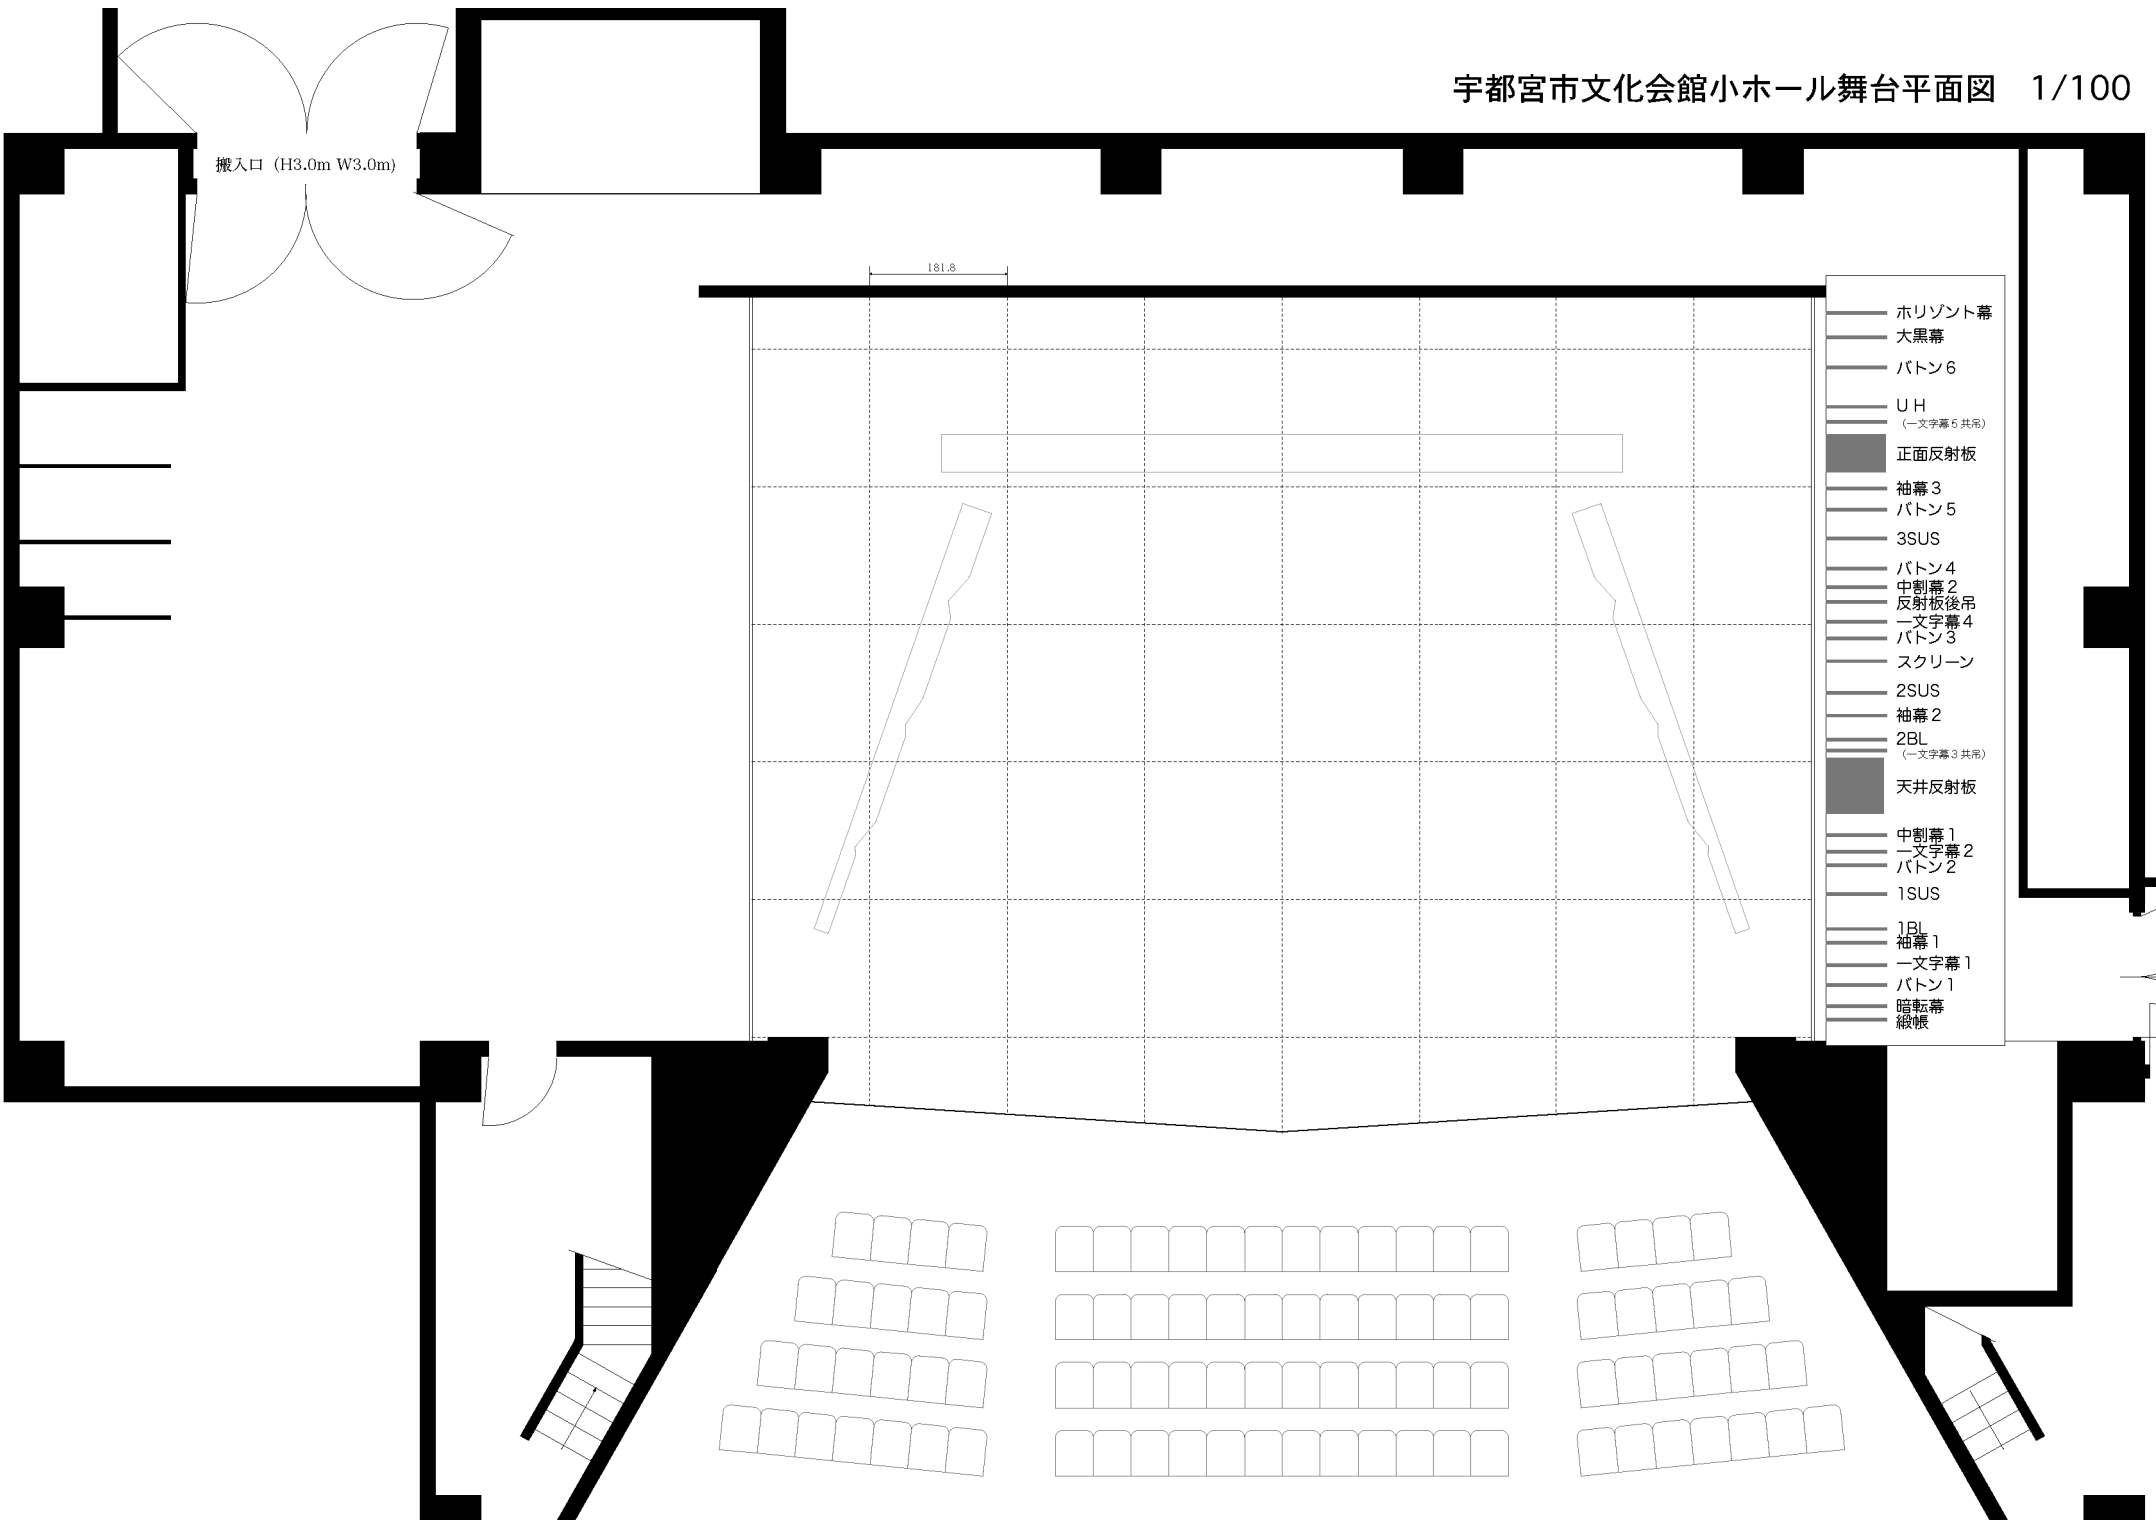 宇都宮市文化会館小ホール舞台平面図　1/100
搬入口（H3.0m W3.0m）
181.8
ホリゾント幕
大黒幕
バトン6
UH
（一文字幕5共吊）
正面反射板
袖幕3
バトン5
3SUS
バトン4
中割幕2
反射板後吊
一文字幕4
バトン3
スクリーン
2SUS
袖幕2
2BL
（一文字幕3共吊）
天井反射板
中割幕1
一文字幕2
バトン2
1SUS
1BL
袖幕1
一文字幕1
バトン1
暗転幕
緞帳